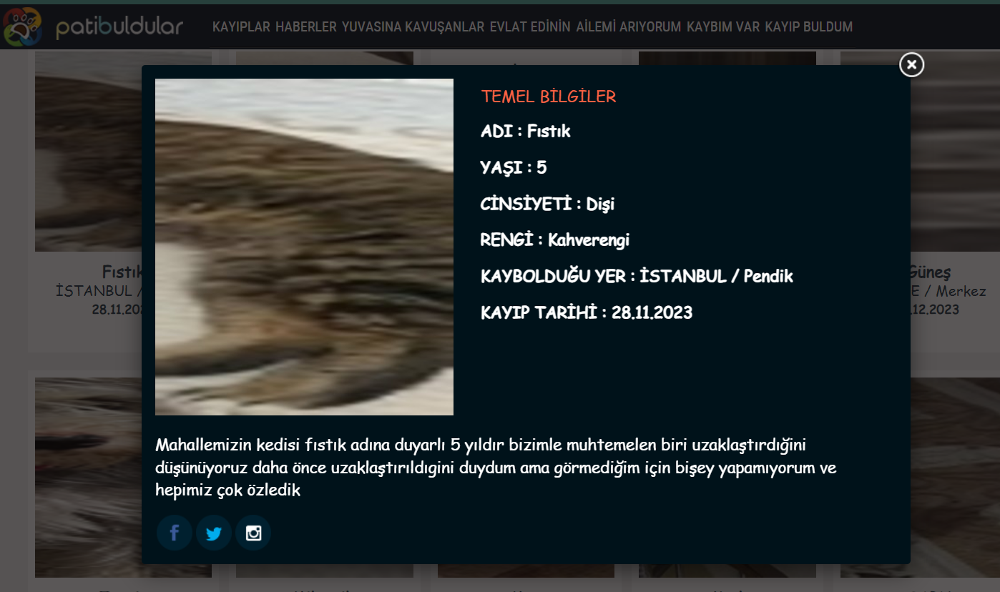 patibuldular
KAYIPLAR HABERLER YUVASINA KAVUŞANLAR EVLAT EDİNİN AİLEMİ ARIYORUM KAYBIM VAR KAYIP BULDUM
TEMEL BİLGİLER
ADI : Fıstık
YAŞI : 5
CİNSİYETİ : Dişi
RENGİ : Kahverengi
KAYBOLDUĞU YER : İSTANBUL / Pendik
KAYIP TARİHİ : 28.11.2023
Mahallemizin kedisi fıstık adına duyarlı 5 yıldır bizimle muhtemelen biri uzaklaştırdığini
düşünüyoruz daha önce uzaklaştırıldıgini duydum ama görmediğim için bişey yapamıyorum ve
hepimiz çok özledik
Fıstık
İSTANBUL /
28.11.202
Güneş
E / Merkez
.12.2023